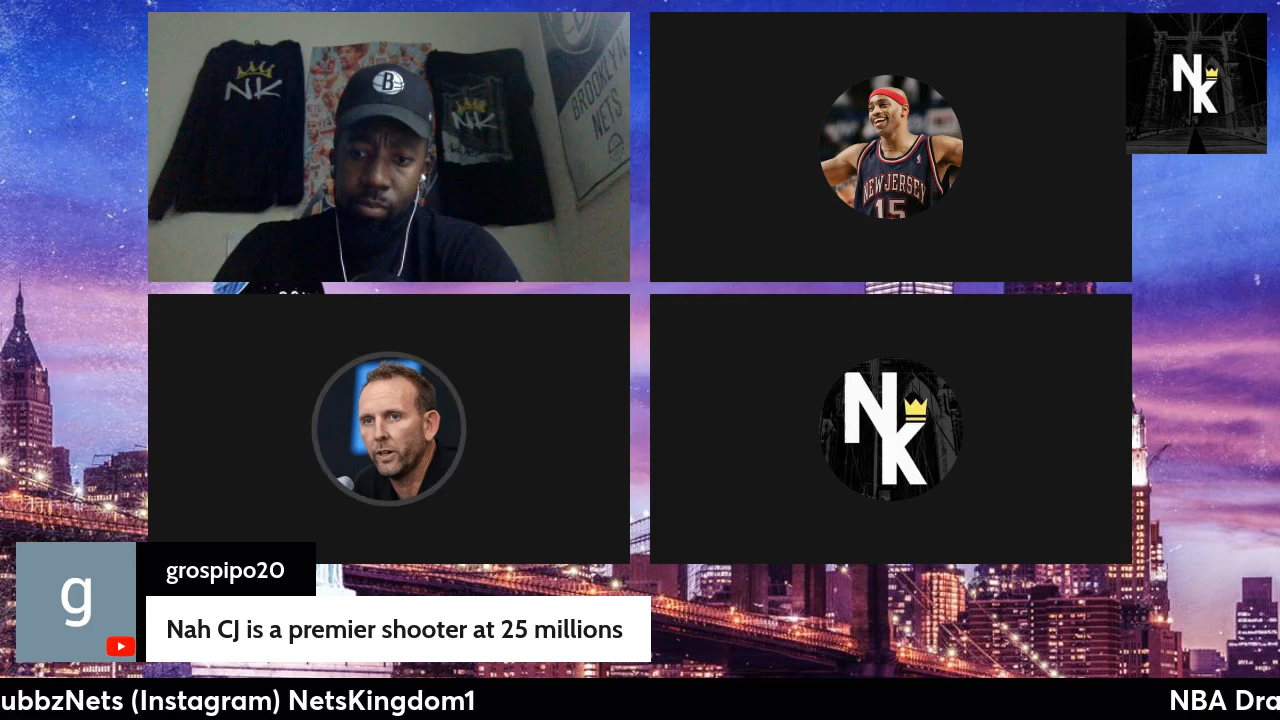 NK
NK
B
BROOKLYN
NETS
NEW JERSEY
15
NK
NK
g
grospipo20
Nah CJ is a premier shooter at 25 millions
ubbzNets (Instagram) NetsKingdom1
NBA Dra